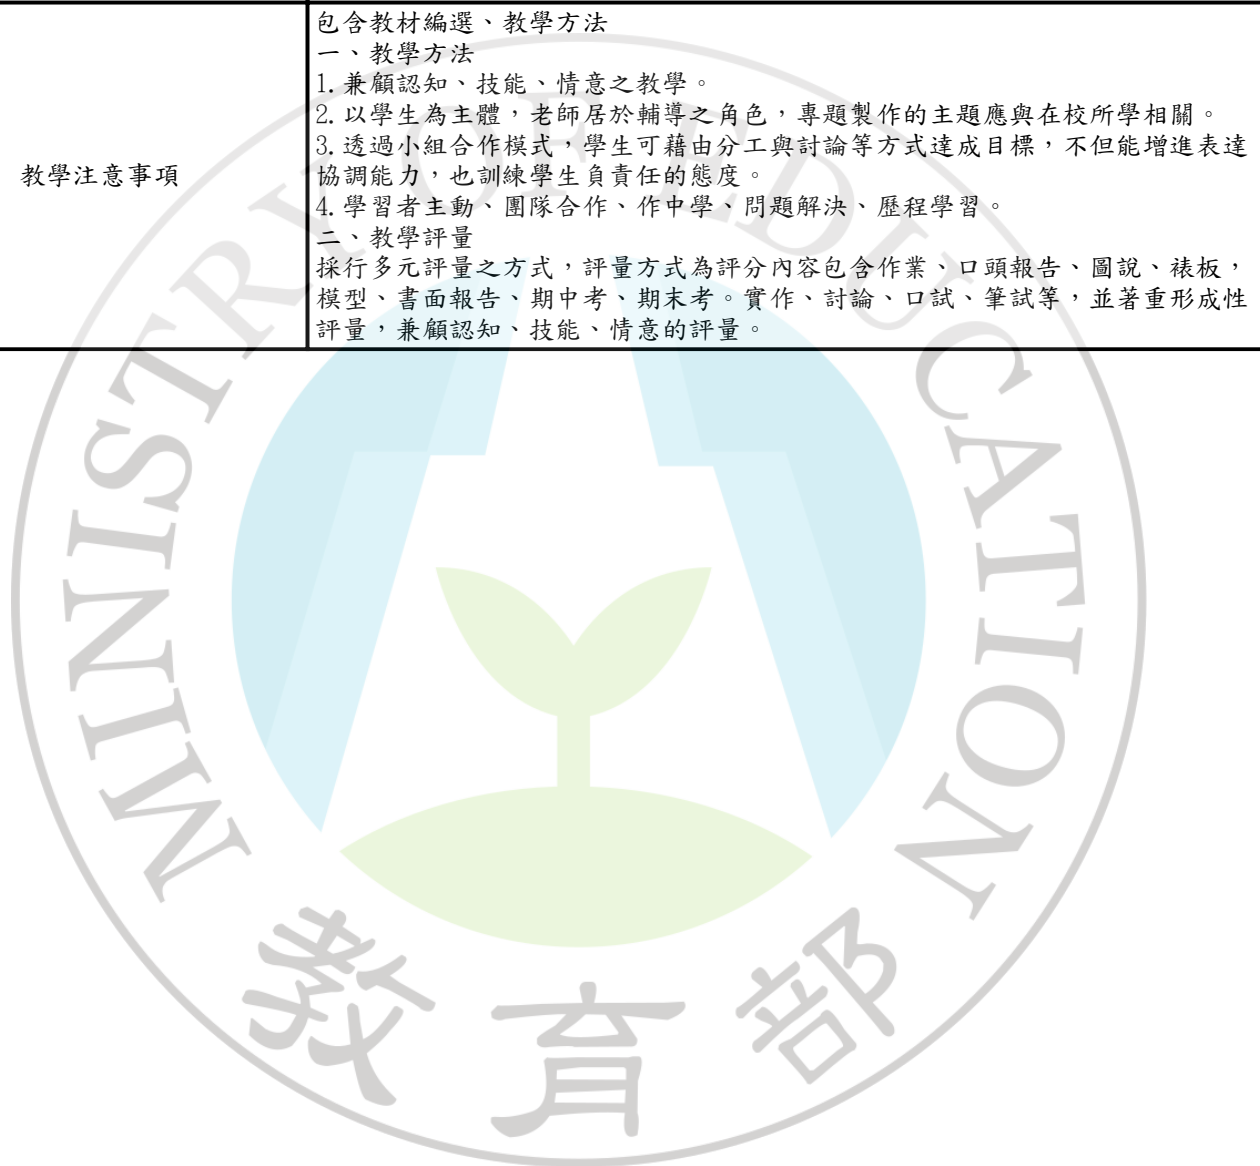 包含教材編選、教學方法
一、教學方法
1.兼顧認知、技能、情意之教學。
2.以學生為主體，老師居於輔導之角色，專題製作的主題應與在校所學相關。
3.透過小組合作模式，學生可藉由分工與討論等方式達成目標，不但能增進表達
教學注意事項
協調能力，也訓練學生負責任的態度。
4.學習者主動、團隊合作、作中學、問題解決、歷程學習。
二、教學評量
採行多元評量之方式，評量方式為評分內容包含作業、口頭報告、圖說、裱板，
模型、書面報告、期中考、期末考。實作、討論、口試、筆試等，並著重形成性
評量，兼顧認知、技能、情意的評量。
MINISTRY OF EDUCATION
教育部